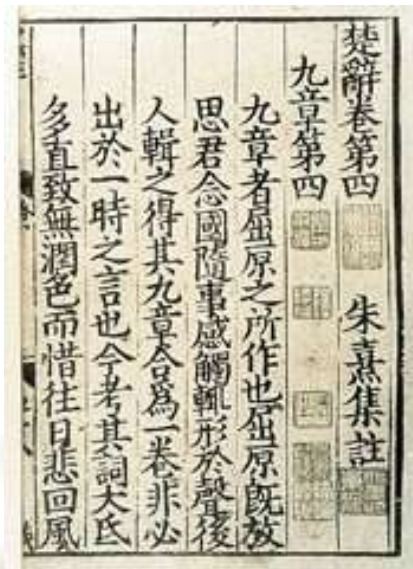 楚辭卷第四 朱熹集註
九章第四
九章者屈原之所作也屈原旣放
思君念國隨事感觸輒形於聲後
人輯之得其九章合爲一卷非必
出於一時之言也今考其詞大氐
多直致無潤色而惜往日悲回風